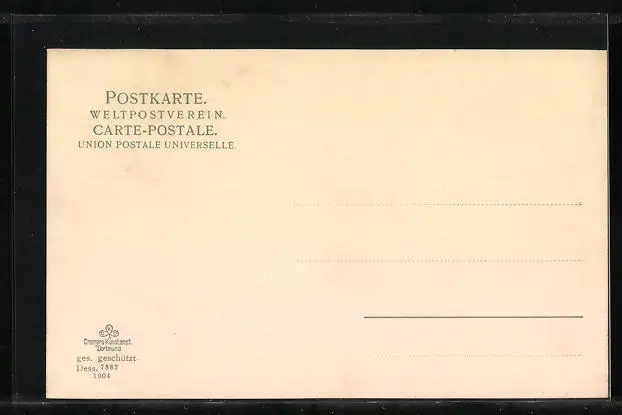 POSTKARTE.
WELTPOSTVEREIN.
CARTE-POSTALE.
UNION POSTALE UNIVERSELLE.
Cramers Kunstanst.
Dortmund
ges. geschützt
Dess. 7882
1904